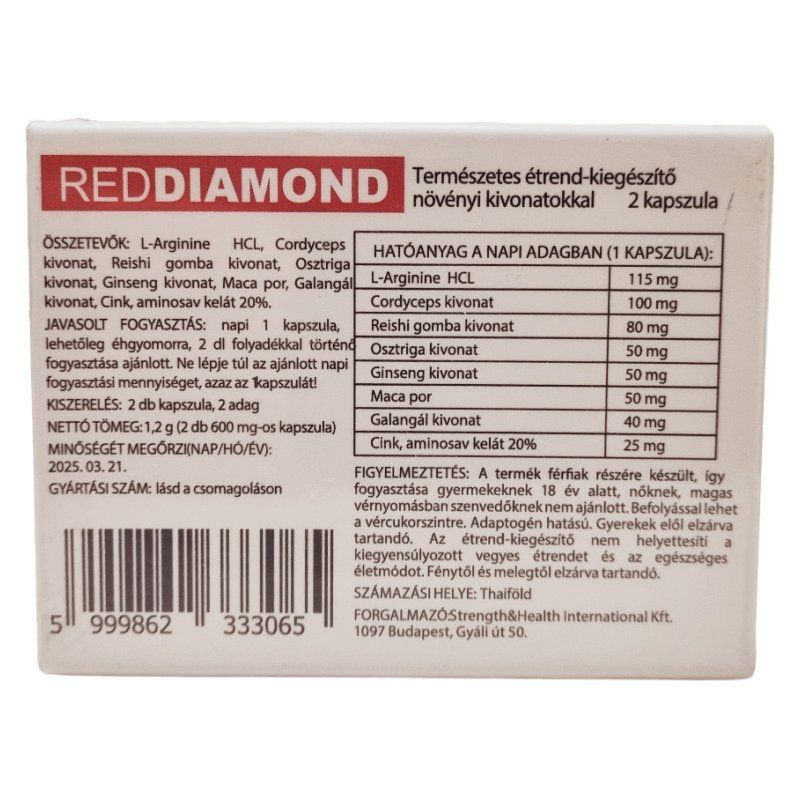 REDDIAMOND
Természetes étrend-kiegészítő
növényi kivonatokkal 2 kapszula
ÖSSZETEVŐK: L-Arginine HCL, Cordyceps
kivonat, Reishi gomba kivonat, Osztriga
kivonat, Ginseng kivonat, Maca por, Galangál
kivonat, Cink, aminosav kelát 20%.
JAVASOLT FOGYASZTÁS: napi 1 kapszula,
lehetőleg éhgyomorra, 2 dl folyadékkal történő
fogyasztása ajánlott. Ne lépje túl az ajánlott napi
fogyasztási mennyiséget, azaz az 1kapszulát!
KISZERELÉS: 2 db kapszula, 2 adag
NETTÓ TÖMEG: 1,2 g (2 db 600 mg-os kapszula)
MINŐSÉGÉT MEGŐRZI(NAP/HÓ/ÉV):
2025. 03. 21.
GYÁRTÁSI SZÁM: lásd a csomagoláson
5 999862 333065
HATÓANYAG A NAPI ADAGBAN (1 KAPSZULA):
L-Arginine HCL 115 mg
Cordyceps kivonat 100 mg
Reishi gomba kivonat 80 mg
Osztriga kivonat 50 mg
Ginseng kivonat 50 mg
Maca por 50 mg
Galangál kivonat 40 mg
Cink, aminosav kelát 20% 25 mg
FIGYELMEZTETÉS: A termék férfiak részére készült, így
fogyasztása gyermekeknek 18 év alatt, nőknek, magas
vérnyomásban szenvedőknek nem ajánlott. Befolyással lehet
a vércukorszintre. Adaptogén hatású. Gyerekek elől elzárva
tartandó. Az étrend-kiegészítő nem helyettesíti a
kiegyensúlyozott vegyes étrendet és az egészséges
életmódot. Fénytől és melegtől elzárva tartandó.
SZÁMAZÁSI HELYE: Thaiföld
FORGALMAZÓ:Strength&Health International Kft.
1097 Budapest, Gyáli út 50.